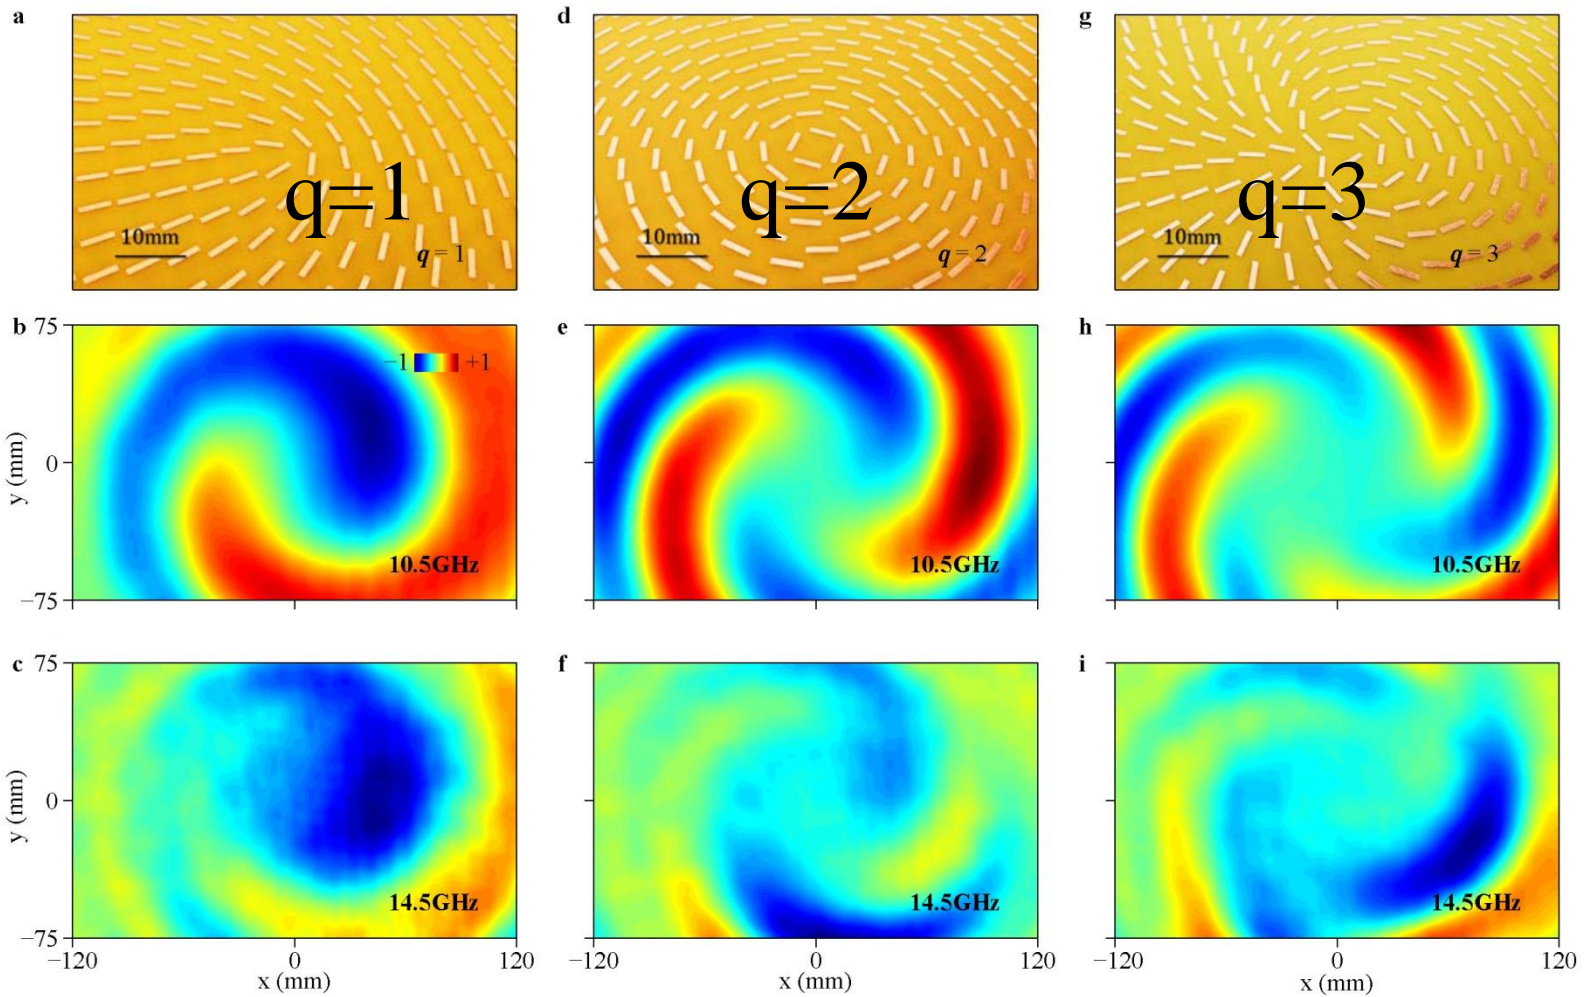 a
d
g
q=1
q=2
q=3
10mm
q = 1
10mm
q = 2
10mm
q = 3
b
75
−1
+1
e
h
y (mm)
0
10.5GHz
10.5GHz
10.5GHz
−75
c
75
f
i
y (mm)
0
14.5GHz
14.5GHz
14.5GHz
−75
−120
0
120
−120
0
120
−120
0
120
x (mm)
x (mm)
x (mm)